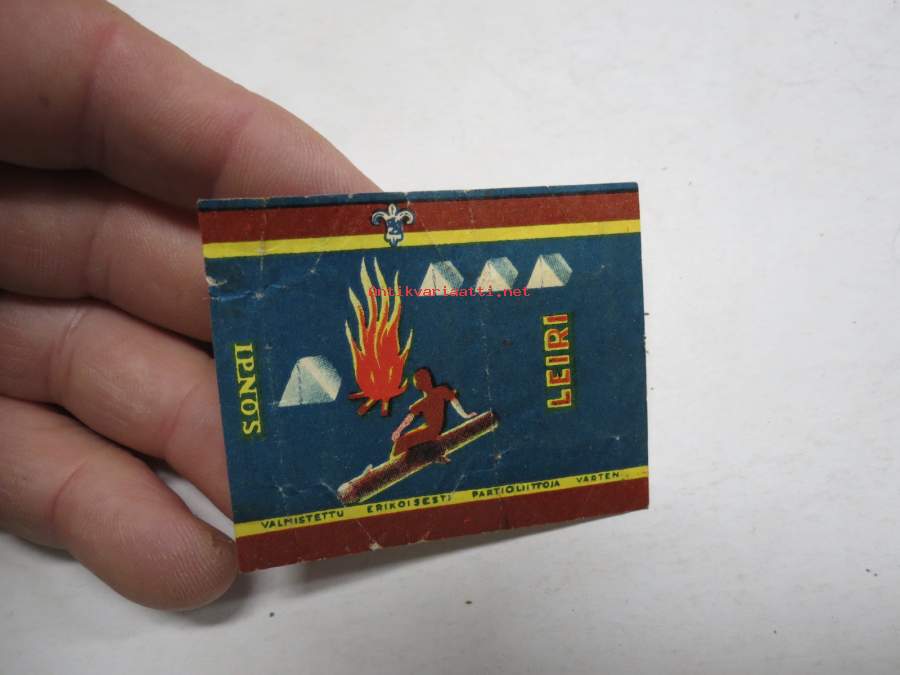 Antikvariaatti.net
IPNOS
LEIRI
VALMISTETTU ERIKOISESTI PARTIOLIITTOJA VARTEN